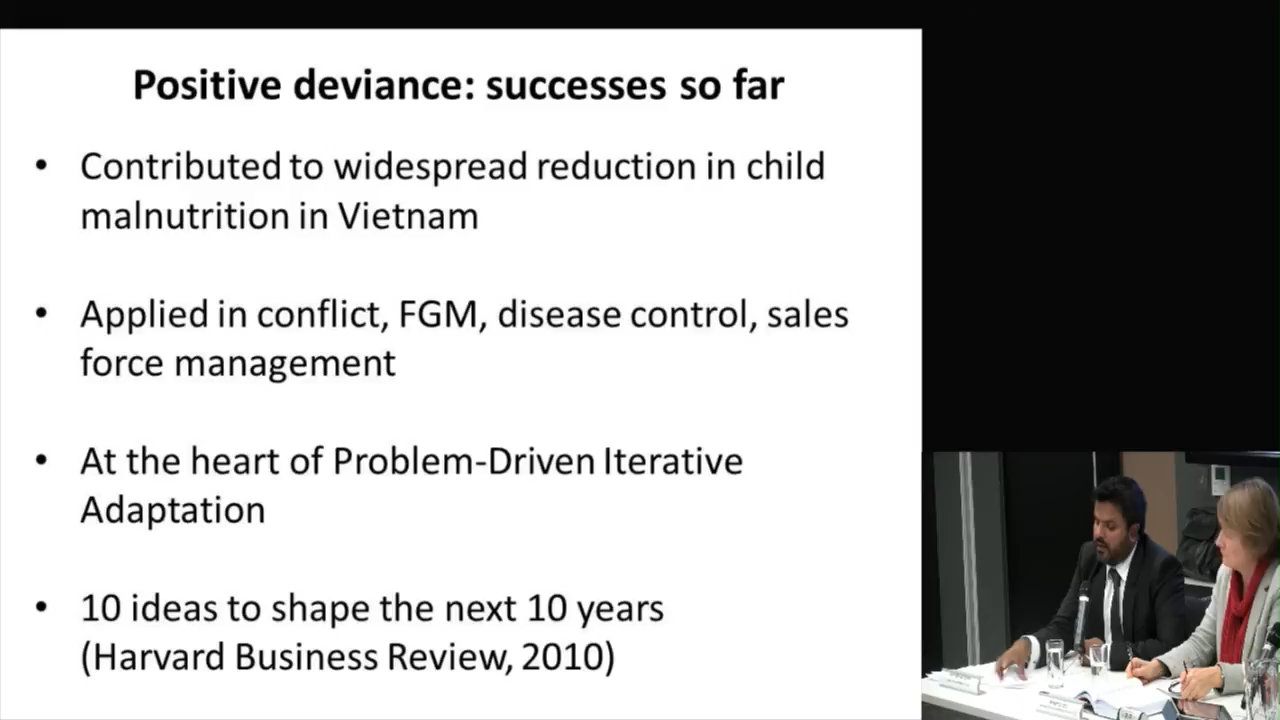 Positive deviance: successes so far
• Contributed to widespread reduction in child
malnutrition in Vietnam
• Applied in conflict, FGM, disease control, sales
force management
• At the heart of Problem-Driven Iterative
Adaptation
• 10 ideas to shape the next 10 years
(Harvard Business Review, 2010)